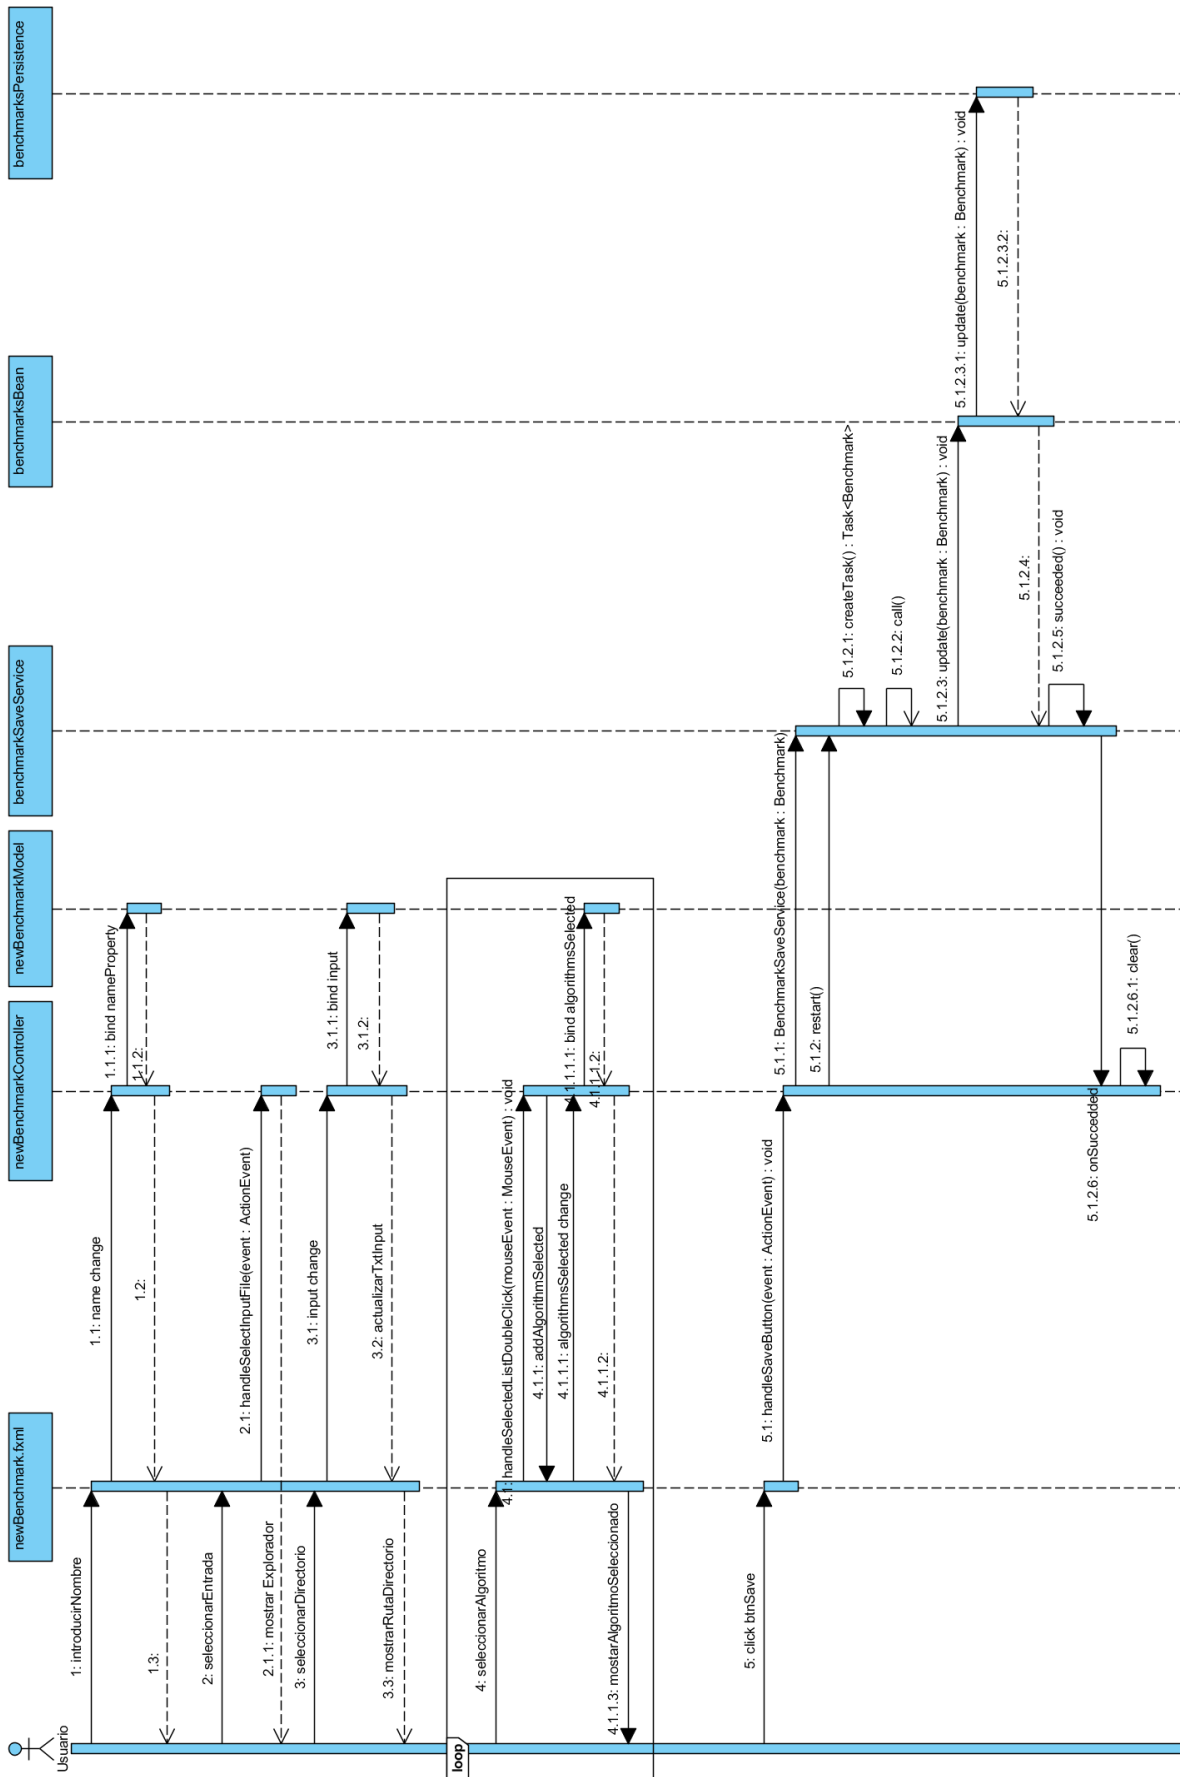 Usuario
newBenchmark.fxml
newBenchmarkController
newBenchmarkModel
benchmarkSaveService
benchmarksBean
benchmarksPersistence
1: introducirNombre
1.1: name change
1.1.1: bind nameProperty
1.1.2:
1.2:
1.3:
2: seleccionarEntrada
2.1: handleSelectInputFile(event : ActionEvent)
2.1.1: mostrar Explorador
3: seleccionarDirectorio
3.1: input change
3.1.1: bind input
3.1.2:
3.2: actualizarTxtInput
3.3: mostrarRutaDirectorio
loop
4: seleccionarAlgoritmo
4.1: handleSelectedListDoubleClick(mouseEvent : MouseEvent) : void
4.1.1: addAlgorithmSelected
4.1.1.1: algorithmsSelected change
4.1.1.1.1: bind algorithmsSelected
4.1.1.1.2:
4.1.1.2:
4.1.1.3: mostarAlgoritmoSeleccionado
5: click btnSave
5.1: handleSaveButton(event : ActionEvent) : void
5.1.1: BenchmarkSaveService(benchmark : Benchmark)
5.1.2: restart()
5.1.2.1: createTask() : Task<Benchmark>
5.1.2.2: call()
5.1.2.3: update(benchmark : Benchmark) : void
5.1.2.3.1: update(benchmark : Benchmark) : void
5.1.2.3.2:
5.1.2.4:
5.1.2.5: succeeded() : void
5.1.2.6: onSuccedded
5.1.2.6.1: clear()